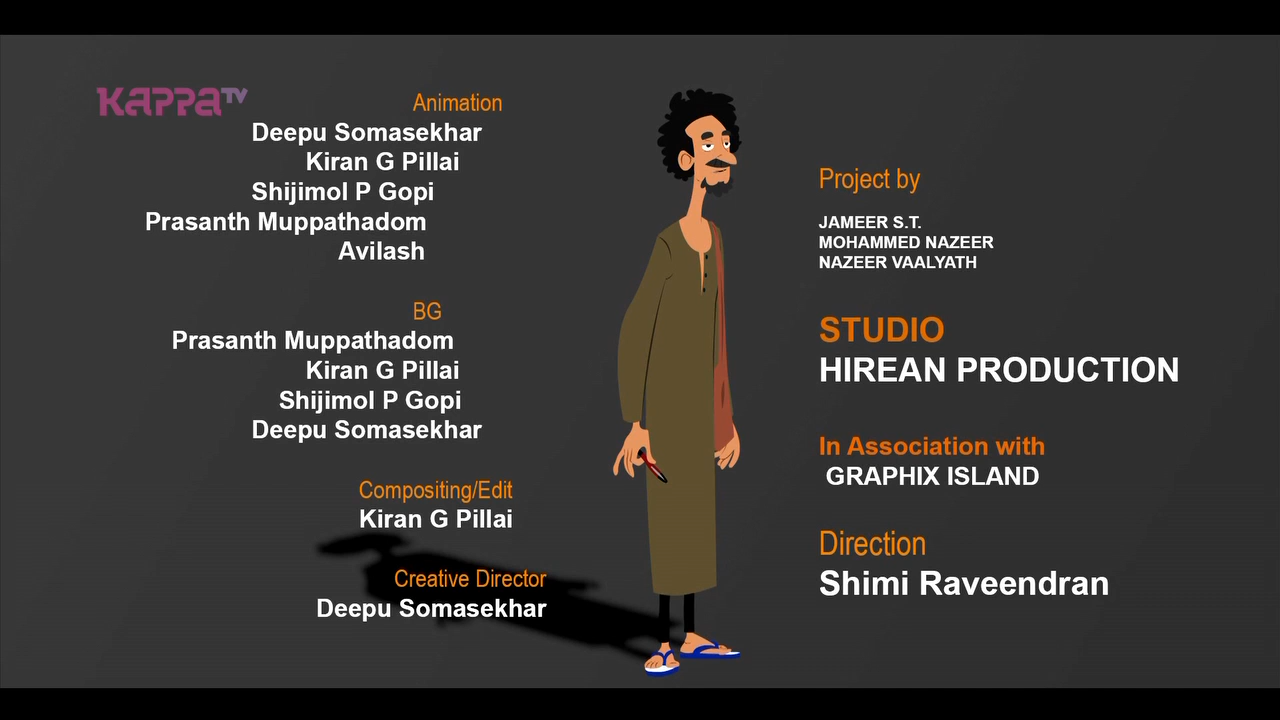 KAPPA TV
Animation
Deepu Somasekhar
Kiran G Pillai
Shijimol P Gopi
Prasanth Muppathadom
Avilash
BG
Prasanth Muppathadom
Kiran G Pillai
Shijimol P Gopi
Deepu Somasekhar
Compositing/Edit
Kiran G Pillai
Creative Director
Deepu Somasekhar
Project by
JAMEER S.T.
MOHAMMED NAZEER
NAZEER VAALYATH
STUDIO
HIREAN PRODUCTION
In Association with
GRAPHIX ISLAND
Direction
Shimi Raveendran